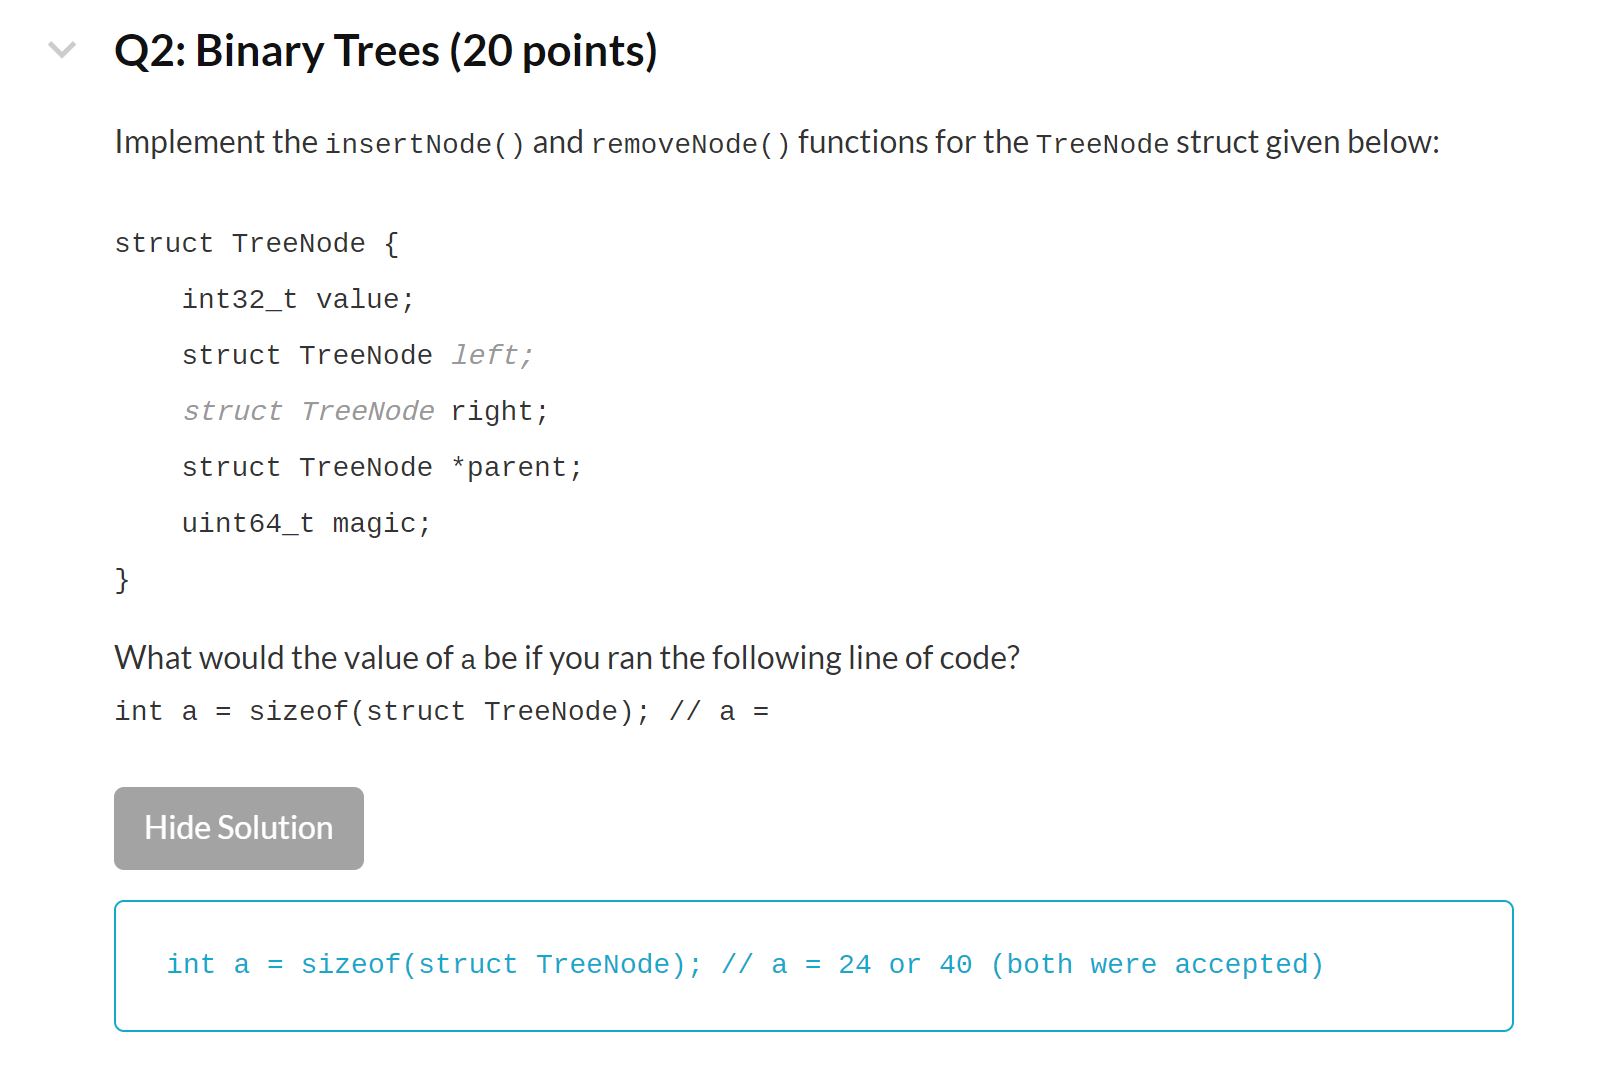 Q2: Binary Trees (20 points)
Implement the insertNode() and removeNode() functions for the TreeNode struct given below:
struct TreeNode {
    int32_t value;
    struct TreeNode left;
    struct TreeNode right;
    struct TreeNode *parent;
    uint64_t magic;
}
What would the value of a be if you ran the following line of code?
int a = sizeof(struct TreeNode); // a =
Hide Solution
int a = sizeof(struct TreeNode); // a = 24 or 40 (both were accepted)